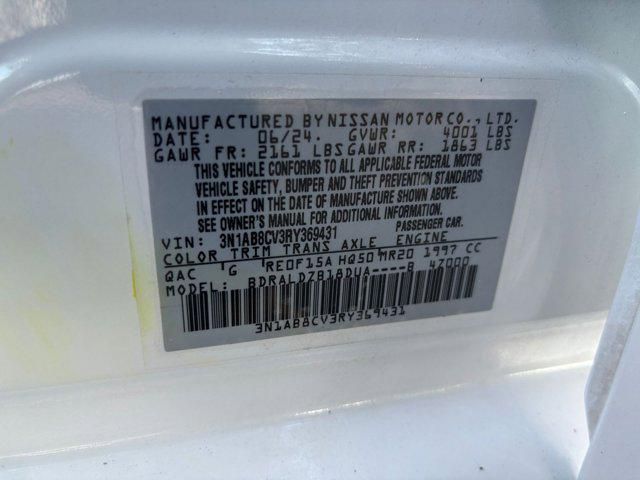 MANUFACTURED BY NISSAN MOTOR CO., LTD.
DATE: 06/24. GVWR: 4001 LBS
GAWR FR: 2161 LBS GAWR RR: 1863 LBS
THIS VEHICLE CONFORMS TO ALL APPLICABLE FEDERAL MOTOR
VEHICLE SAFETY, BUMPER AND THEFT PREVENTION STANDARDS
IN EFFECT ON THE DATE OF MANUFACTURE SHOWN ABOVE.
SEE OWNER'S MANUAL FOR ADDITIONAL INFORMATION
VIN: 3N1AB8CV3RY369431 PASSENGER CAR.
COLOR TRIM TRANS AXLE ENGINE
QAC G RE0F15A HQ50 MR20 1997 CC
MODEL: BDRALDZB18DUA----B 4Z000
3N1AB8CV3RY369431